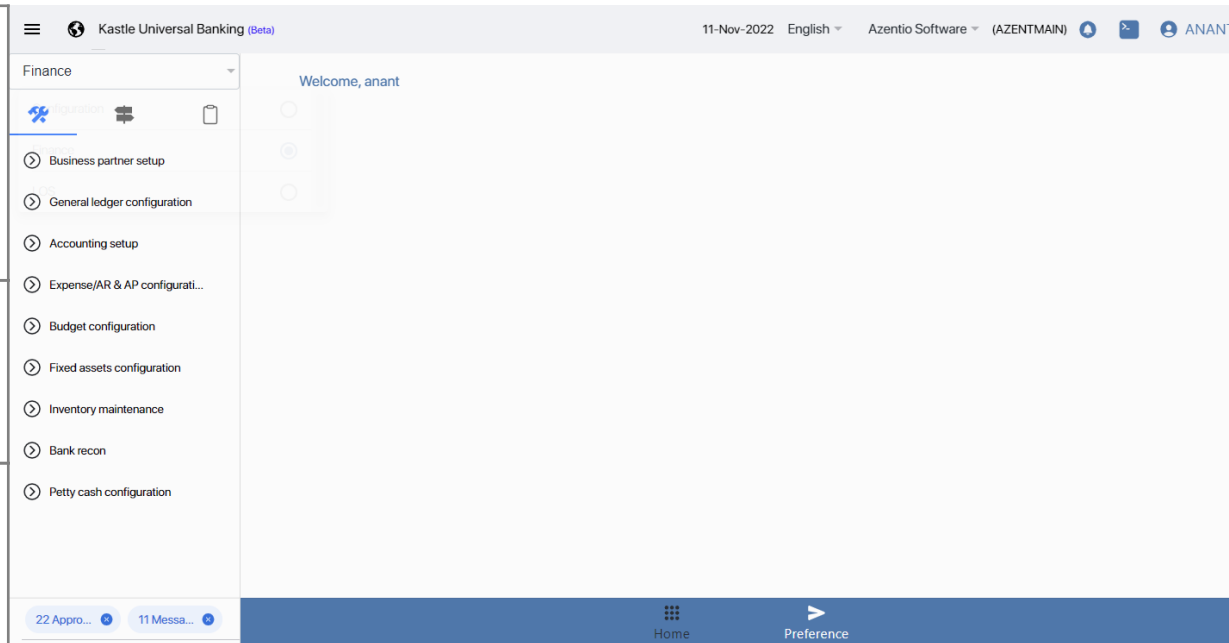 Kastle Universal Banking (Beta)
11-Nov-2022 English Azentio Software (AZENTMAIN) ANANT
Finance
Welcome, anant
Business partner setup
General ledger configuration
Accounting setup
Expense/AR & AP configurati...
Budget configuration
Fixed assets configuration
Inventory maintenance
Bank recon
Petty cash configuration
22 Appro... 11 Messa...
Home Preference